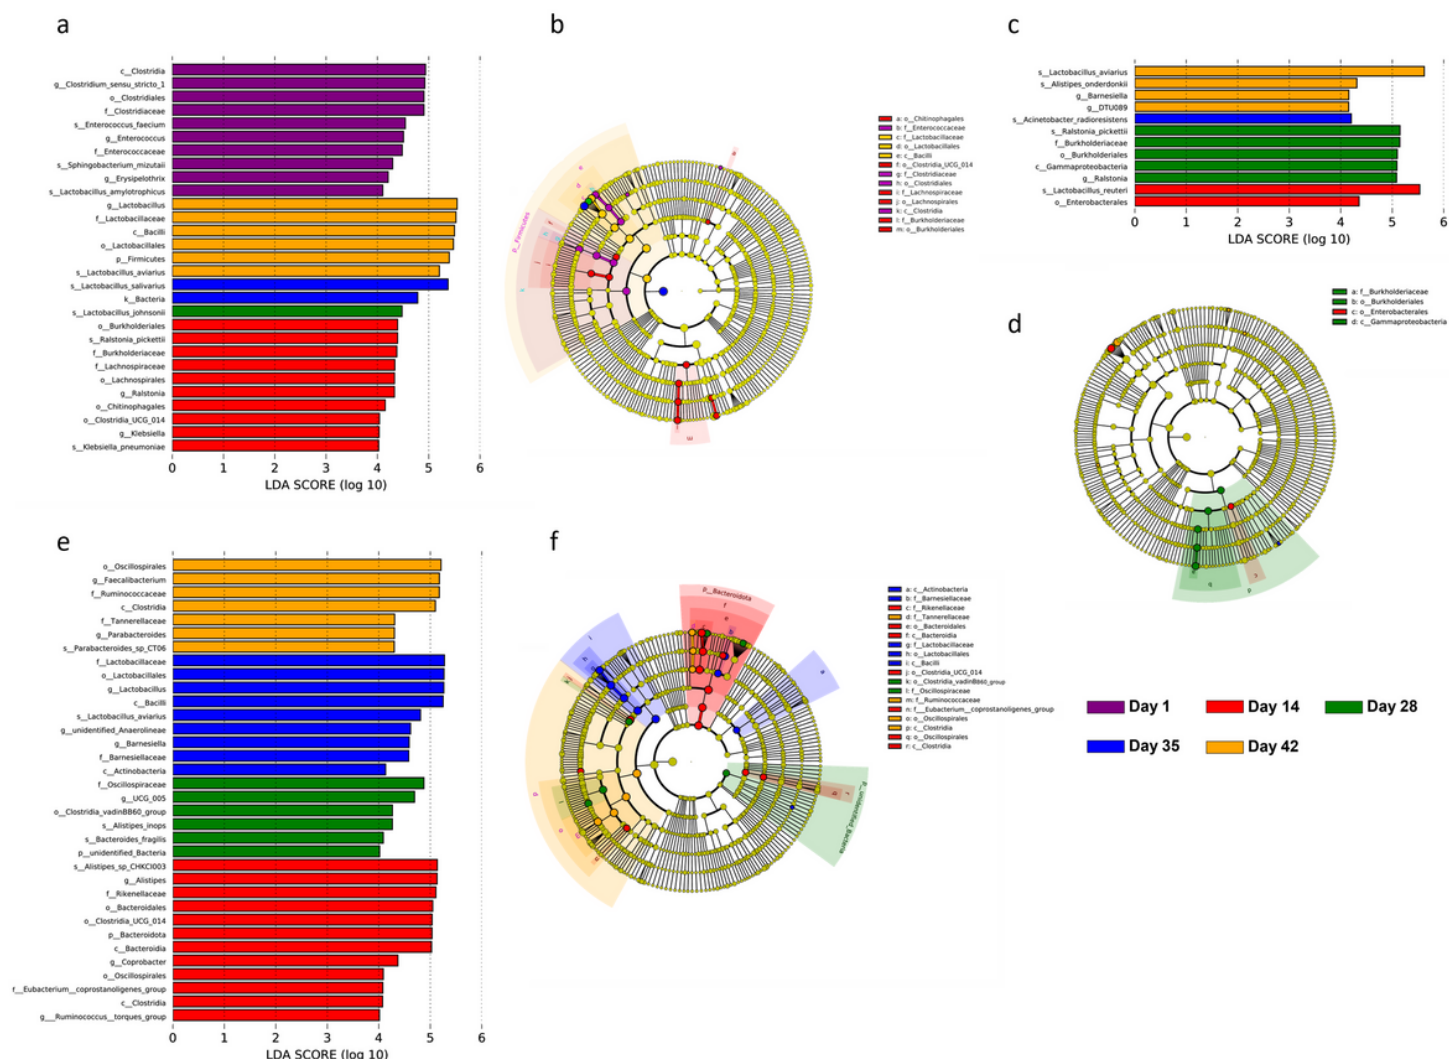 a
c__Clostridia
g__Clostridium_sensu_stricto_1
o__Clostridiales
f__Clostridiaceae
s__Enterococcus_faecium
g__Enterococcus
f__Enterococcaceae
s__Sphingobacterium_mizutaii
g__Erysipelothrix
s__Lactobacillus_amylotrophicus
g__Lactobacillus
f__Lactobacillaceae
c__Bacilli
o__Lactobacillales
p__Firmicutes
s__Lactobacillus_aviarius
s__Lactobacillus_salivarius
k__Bacteria
s__Lactobacillus_johnsonii
o__Burkholderiales
s__Ralstonia_pickettii
f__Burkholderiaceae
f__Lachnospiraceae
o__Lachnospirales
g__Ralstonia
o__Chitinophagales
o__Clostridia_UCG_014
g__Klebsiella
s__Klebsiella_pneumoniae
0 1 2 3 4 5 6
LDA SCORE (log 10)
b
p__Firmicutes
m
a: o__Chitinophagales
b: f__Enterococcaceae
c: f__Lactobacillaceae
d: o__Lactobacillales
e: c__Bacilli
f: o__Clostridia_UCG_014
g: f__Clostridiaceae
h: o__Clostridiales
i: f__Lachnospiraceae
j: o__Lachnospirales
k: c__Clostridia
l: f__Burkholderiaceae
m: o__Burkholderiales
c
s__Lactobacillus_aviarius
s__Alistipes_onderdonkii
g__Barnesiella
g__DTU089
s__Acinetobacter_radioresistens
s__Ralstonia_pickettii
f__Burkholderiaceae
o__Burkholderiales
c__Gammaproteobacteria
g__Ralstonia
s__Lactobacillus_reuteri
o__Enterobacterales
0 1 2 3 4 5 6
LDA SCORE (log 10)
d
a: f__Burkholderiaceae
b: o__Burkholderiales
c: o__Enterobacterales
d: c__Gammaproteobacteria
b
c
d
e
o__Oscillospirales
g__Faecalibacterium
f__Ruminococcaceae
c__Clostridia
f__Tannerellaceae
g__Parabacteroides
s__Parabacteroides_sp_CT06
f__Lactobacillaceae
o__Lactobacillales
g__Lactobacillus
c__Bacilli
s__Lactobacillus_aviarius
g__unidentified_Anaerolineae
g__Barnesiella
f__Barnesiellaceae
c__Actinobacteria
f__Oscillospiraceae
g__UCG_005
o__Clostridia_vadinBB60_group
s__Alistipes_inops
s__Bacteroides_fragilis
p__unidentified_Bacteria
s__Alistipes_sp_CHKCI003
g__Alistipes
f__Rikenellaceae
o__Bacteroidales
o__Clostridia_UCG_014
p__Bacteroidota
c__Bacteroidia
g__Coprobacter
o__Oscillospirales
f__Eubacterium__coprostanoligenes_group
c__Clostridia
g___Ruminococcus__torques_group
0 1 2 3 4 5 6
LDA SCORE (log 10)
f
p__Bacteroidota
f
e
p__unidentified_Bacteria
a: c__Actinobacteria
b: f__Barnesiellaceae
c: f__Rikenellaceae
d: f__Tannerellaceae
e: o__Bacteroidales
f: c__Bacteroidia
g: f__Lactobacillaceae
h: o__Lactobacillales
i: c__Bacilli
j: o__Clostridia_UCG_014
k: o__Clostridia_vadinBB60_group
l: f__Oscillospiraceae
m: f__Ruminococcaceae
n: f___Eubacterium__coprostanoligenes_group
o: o__Oscillospirales
p: c__Clostridia
q: o__Oscillospirales
r: c__Clostridia
Day 1 Day 14 Day 28
Day 35 Day 42